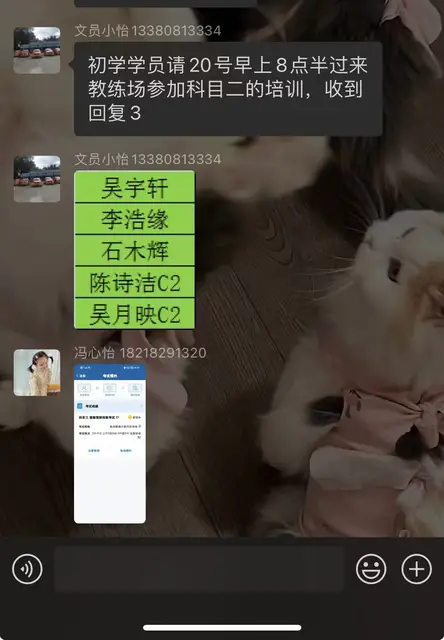 文员小怡13380813334
初学学员请20号早上8点半过来
教练场参加科目二的培训，收到
回复3
文员小怡13380813334
吴宇轩
李浩缘
石木辉
陈诗洁C2
吴月映C2
冯心怡 18218291320
考试预约